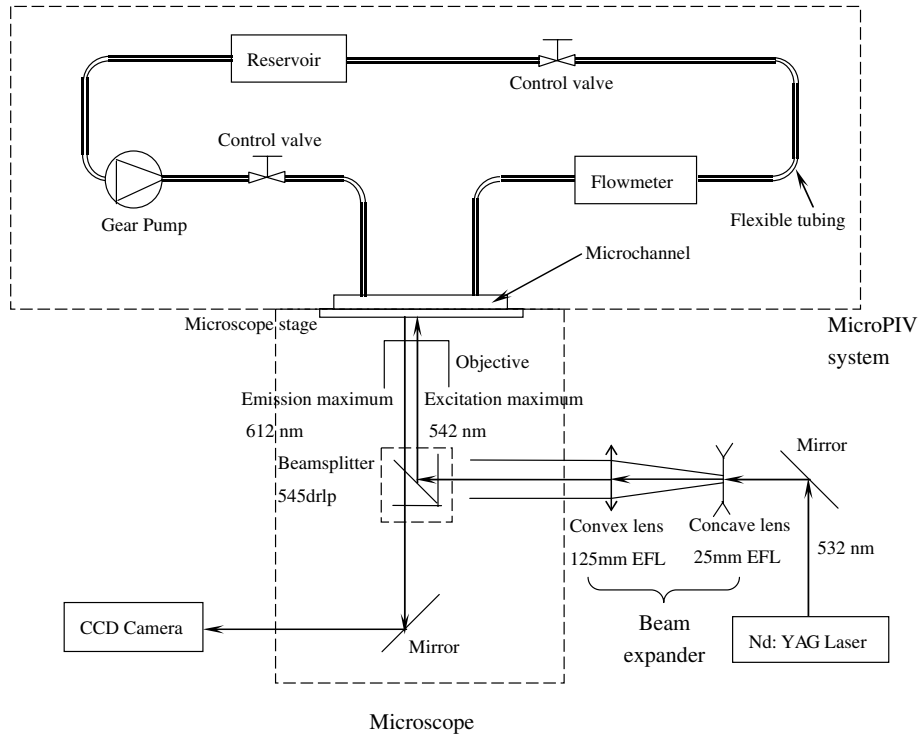 Reservoir
Control valve
Control valve
Gear Pump
Flowmeter
Flexible tubing
Microchannel
Microscope stage
MicroPIV
system
Objective
Emission maximum
612 nm
Excitation maximum
542 nm
Beamsplitter
545drlp
Mirror
Convex lens
125mm EFL
Concave lens
25mm EFL
532 nm
Beam
expander
Nd: YAG Laser
CCD Camera
Mirror
Microscope